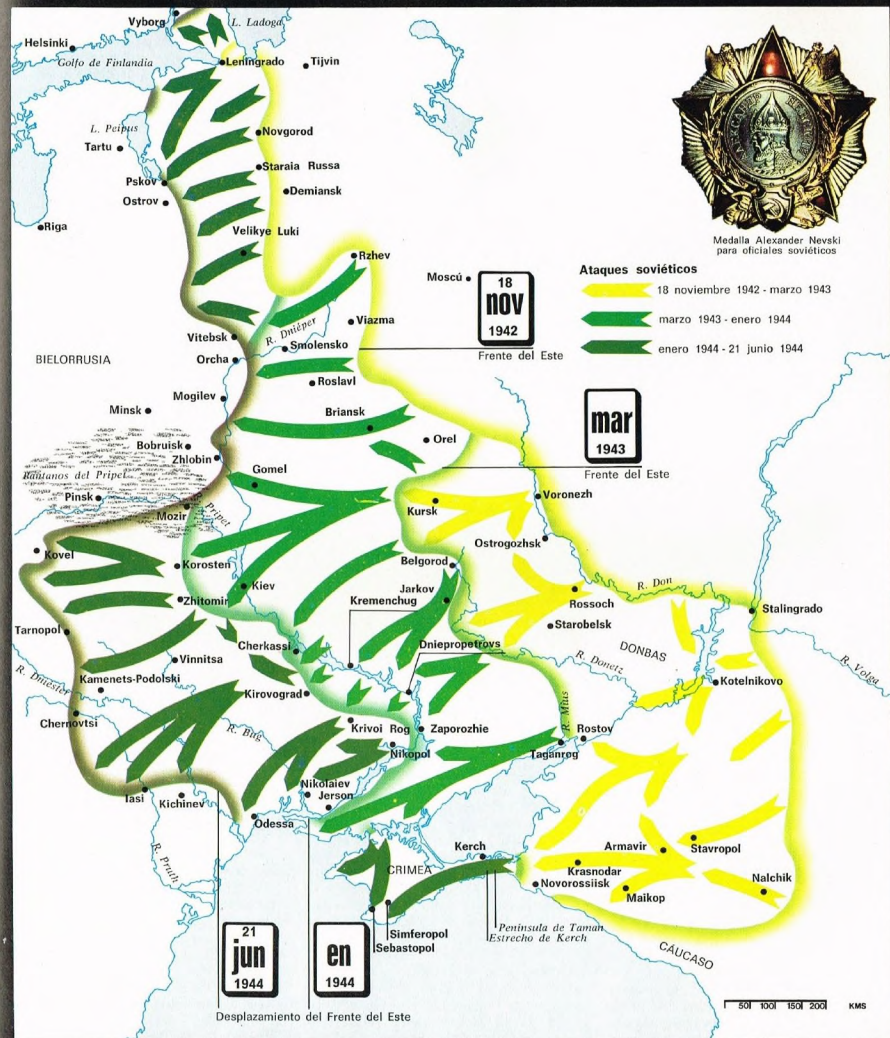 Vyborg
L. Ladoga
Helsinki
Golfo de Finlandia
Leningrado
Tijvin
Novgorod
L. Peipus
Tartu
Staraia Russa
Pskov
Demiansk
Ostrov
Riga
Velikye Luki
Rzhev
Moscú
Medalla Alexander Nevski
para oficiales soviéticos
Ataques soviéticos
18 noviembre 1942 - marzo 1943
marzo 1943 - enero 1944
enero 1944 - 21 junio 1944
18
nov
1942
Frente del Este
Viazma
R. Dniéper
Vitebsk
Smolensko
BIELORRUSIA
Orcha
Roslavl
Mogilev
Minsk
Briansk
mar
1943
Frente del Este
Orel
Bobruisk
Zhlobin
Gomel
Pantanos del Pripet
Pinsk
Mozir
Pripet
Kursk
Voronezh
Ostrogozhsk
Kovel
Korosten
Belgorod
Kiev
Jarkov
Rossoch
R. Don
Zhitomir
Kremenchug
Stalingrado
Starobelsk
Tarnopol
Cherkassi
Dniepropetrovs
DONBAS
Vinnitsa
R. Donetz
R. Volga
R. Dniester
Kamenets-Podolski
Kirovograd
Kotelnikovo
Chernovtsi
R. Bug
Krivoi Rog
Zaporozhie
R. Mius
Rostov
Nikopol
Taganrog
Nikolaiev
Jerson
Iasi
Kichinev
Odessa
R. Pruth
Kerch
Armavir
Stavropol
CRIMEA
Krasnodar
Novorossiisk
Maikop
Nalchik
Simferopol
Sebastopol
Península de Taman
Estrecho de Kerch
CÁUCASO
21
jun
1944
en
1944
Desplazamiento del Frente del Este
50 100 150 200 KMS